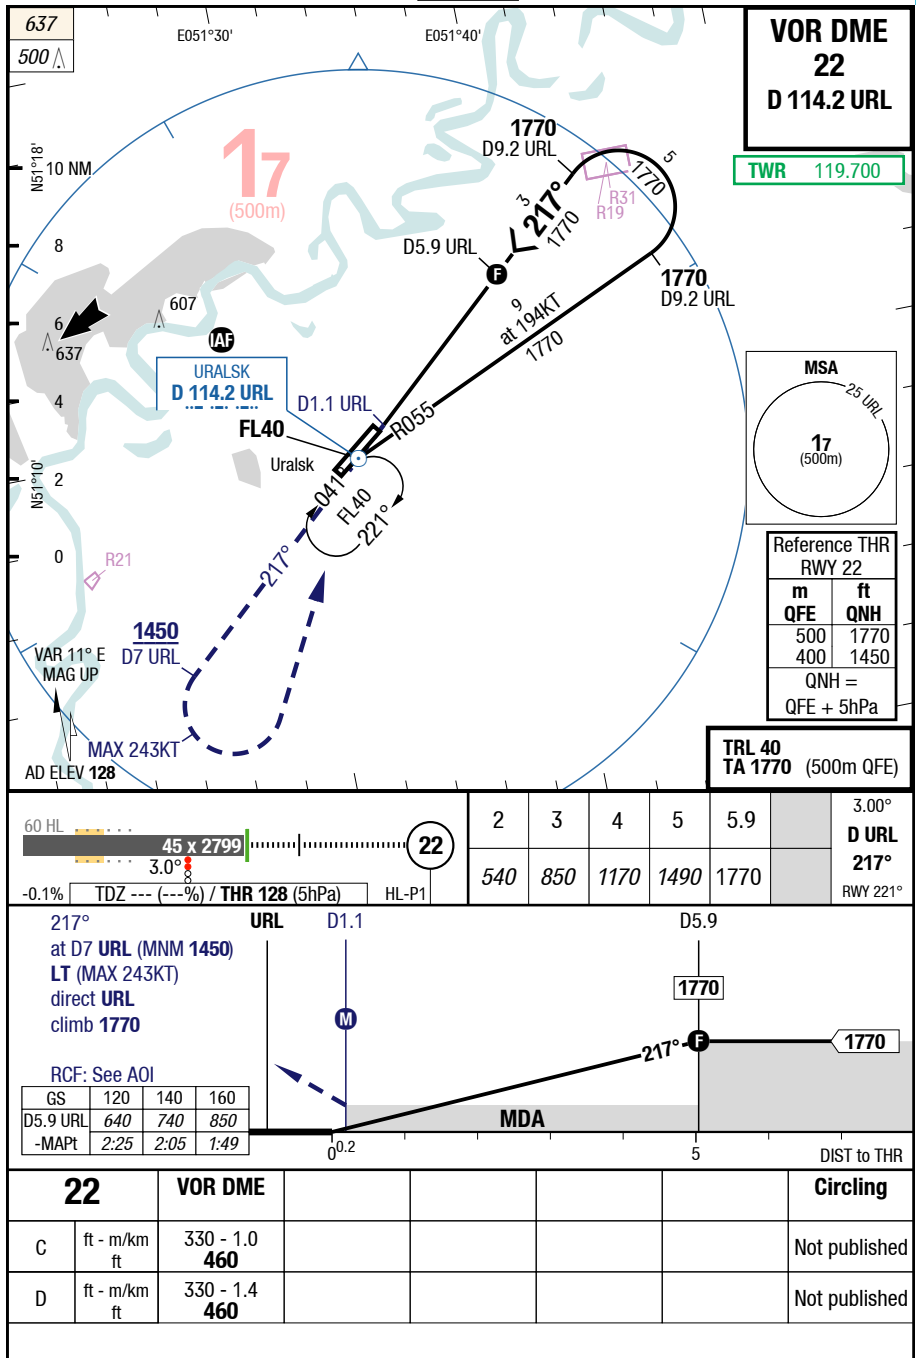 637
500
E051°30'
E051°40'
VOR DME
22
D 114.2 URL
TWR 119.700
N51°18'
10 NM
17
(500m)
1770
D9.2 URL
5
1770
R31
R19
3
217°
1770
D5.9 URL
F
8
1770
D9.2 URL
607
6
637
IAF
9
at 194KT
1770
URALSK
D 114.2 URL
D1.1 URL
4
FL40
R055
Uralsk
N51°10'
2
041°
FL40
221°
MSA
25 URL
17
(500m)
0
R21
217°
Reference THR
RWY 22
m ft
QFE QNH
500 1770
400 1450
QNH =
QFE + 5hPa
1450
D7 URL
VAR 11° E
MAG UP
MAX 243KT
AD ELEV 128
TRL 40
TA 1770 (500m QFE)
60 HL
45 x 2799
22
3.0°
-0.1% TDZ --- (---%) / THR 128 (5hPa) HL-P1
2 3 4 5 5.9
540 850 1170 1490 1770
3.00°
D URL
217°
RWY 221°
217°
at D7 URL (MNM 1450)
LT (MAX 243KT)
direct URL
climb 1770
RCF: See AOI
URL D1.1 D5.9
1770
M
F
217°
1770
MDA
GS 120 140 160
D5.9 URL 640 740 850
-MAPt 2:25 2:05 1:49
0 0.2 5 DIST to THR
22 VOR DME Circling
C ft - m/km 330 - 1.0 Not published
ft 460
D ft - m/km 330 - 1.4 Not published
ft 460